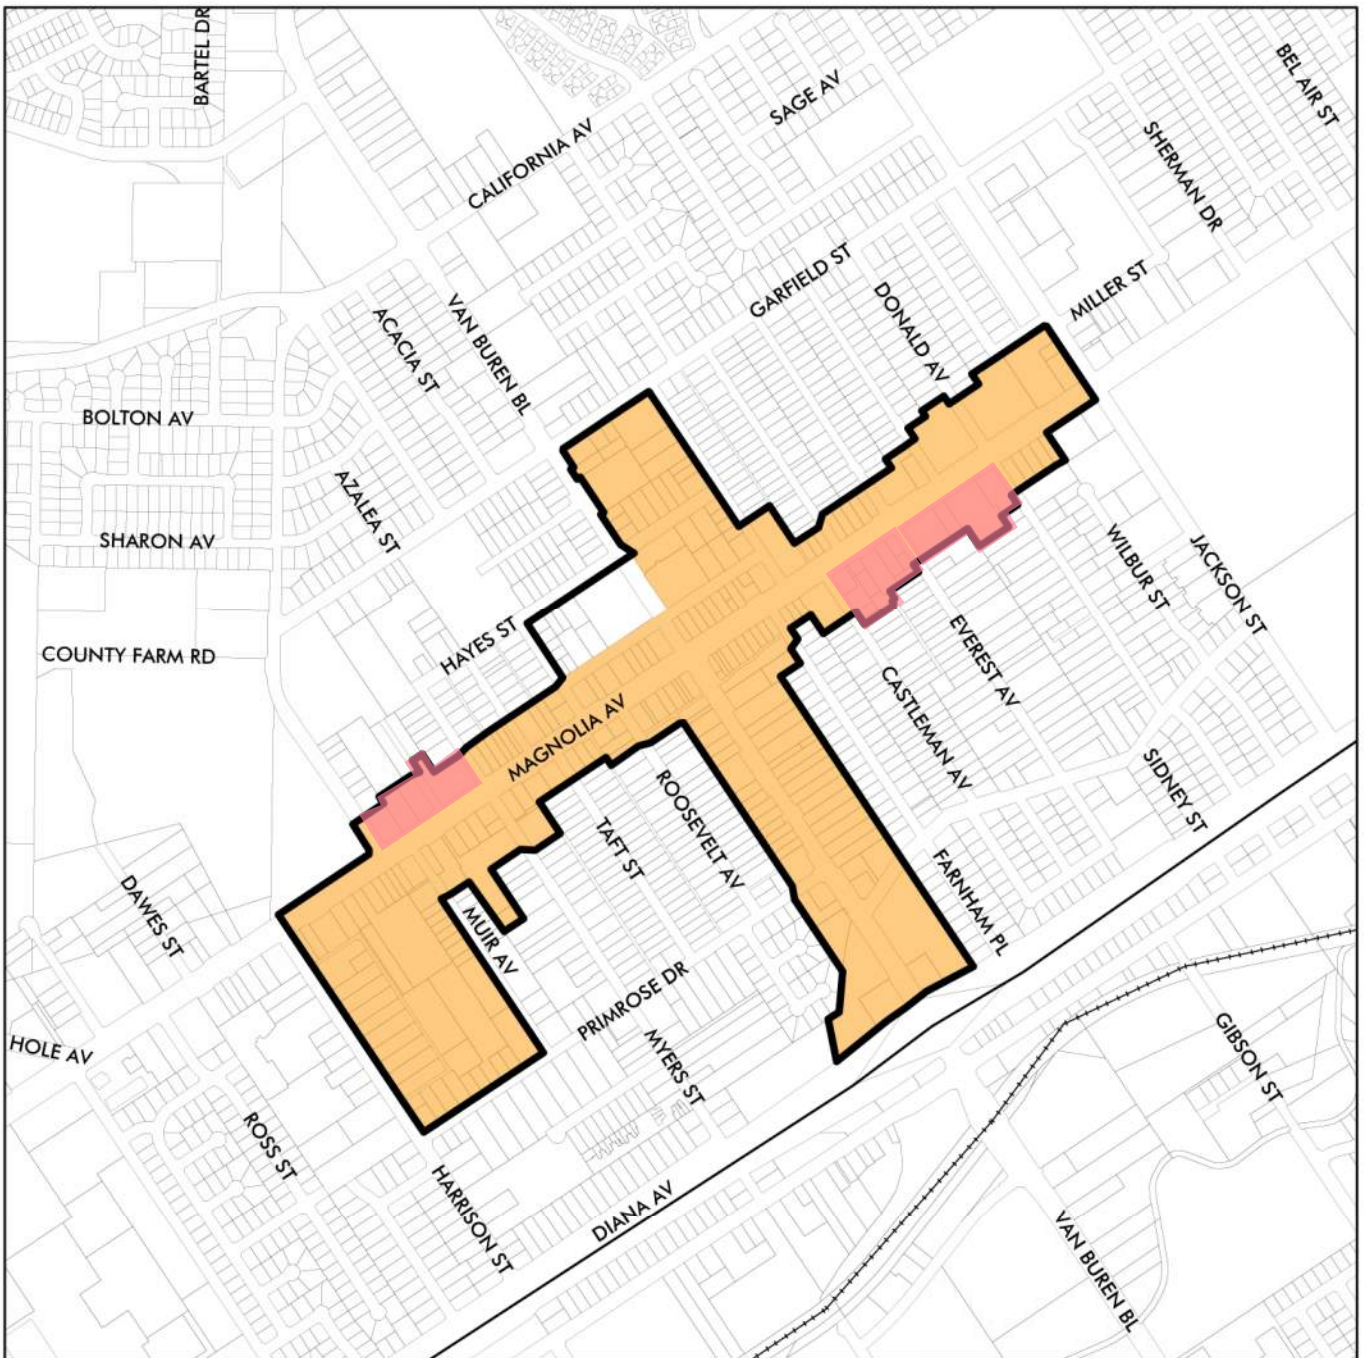 BARTEL DR
BEL AIR ST
SAGE AV
CALIFORNIA AV
SHERMAN DR
GARFIELD ST
MILLER ST
DONALD AV
VAN BUREN BL
ACACIA ST
BOLTON AV
AZALEA ST
SHARON AV
WILBUR ST
JACKSON ST
HAYES ST
COUNTY FARM RD
EVEREST AV
CASTLEMAN AV
MAGNOLIA AV
SIDNEY ST
ROOSEVELT AV
TAFT ST
FARNHAM PL
DAWES ST
MUIR AV
PRIMROSE DR
HOLE AV
MYERS ST
GIBSON ST
ROSS ST
HARRISON ST
DIANA AV
VAN BUREN BL